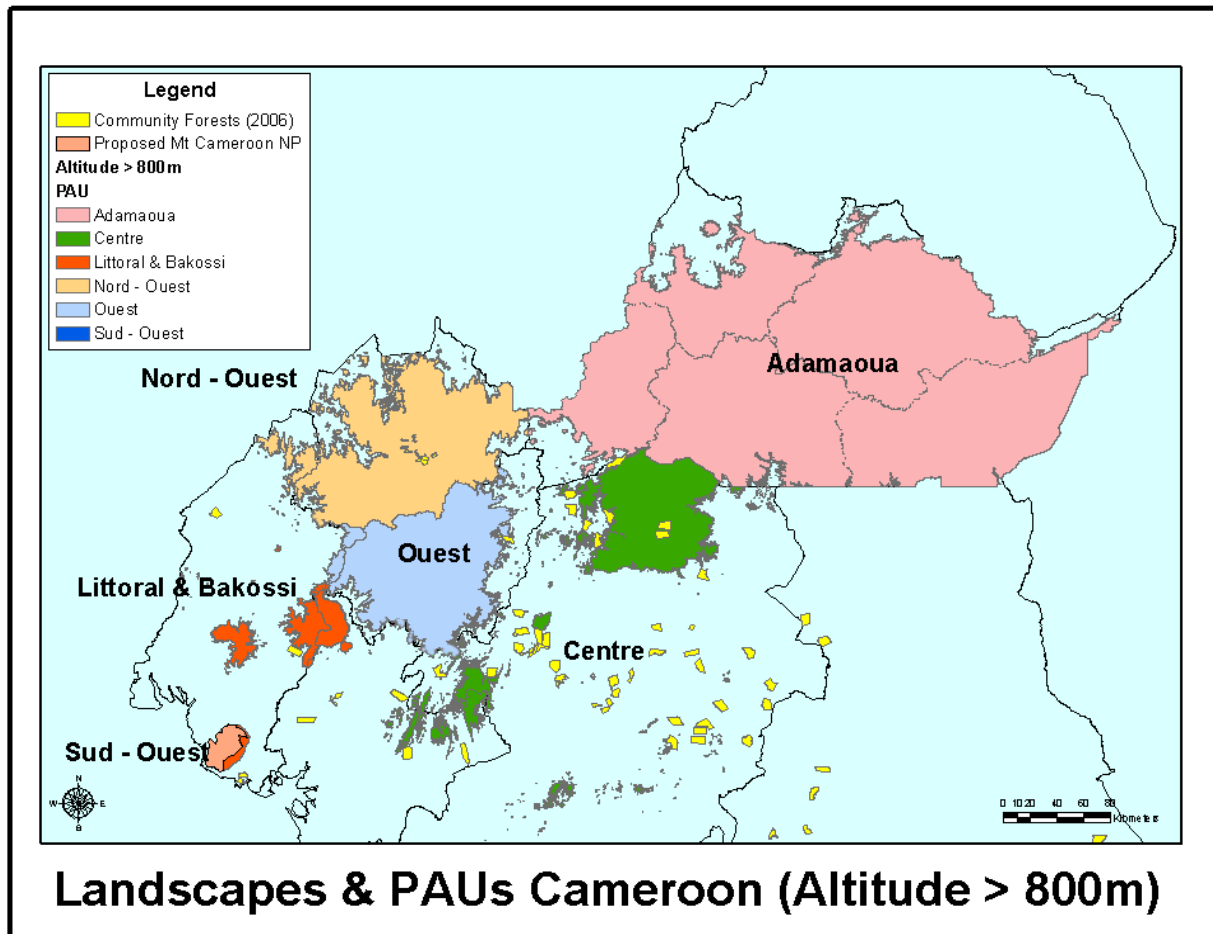 Legend
Community Forests (2006)
Proposed Mt Cameroon NP
Altitude > 800m
PAU
Adamaoua
Centre
Littoral & Bakossi
Nord - Ouest
Ouest
Sud - Ouest
Nord - Ouest
Adamaoua
Ouest
Littoral & Bakossi
Centre
Sud - Ouest
N
W E
S
0 10 20 40 60 80
Kilometers
Landscapes & PAUs Cameroon (Altitude > 800m)